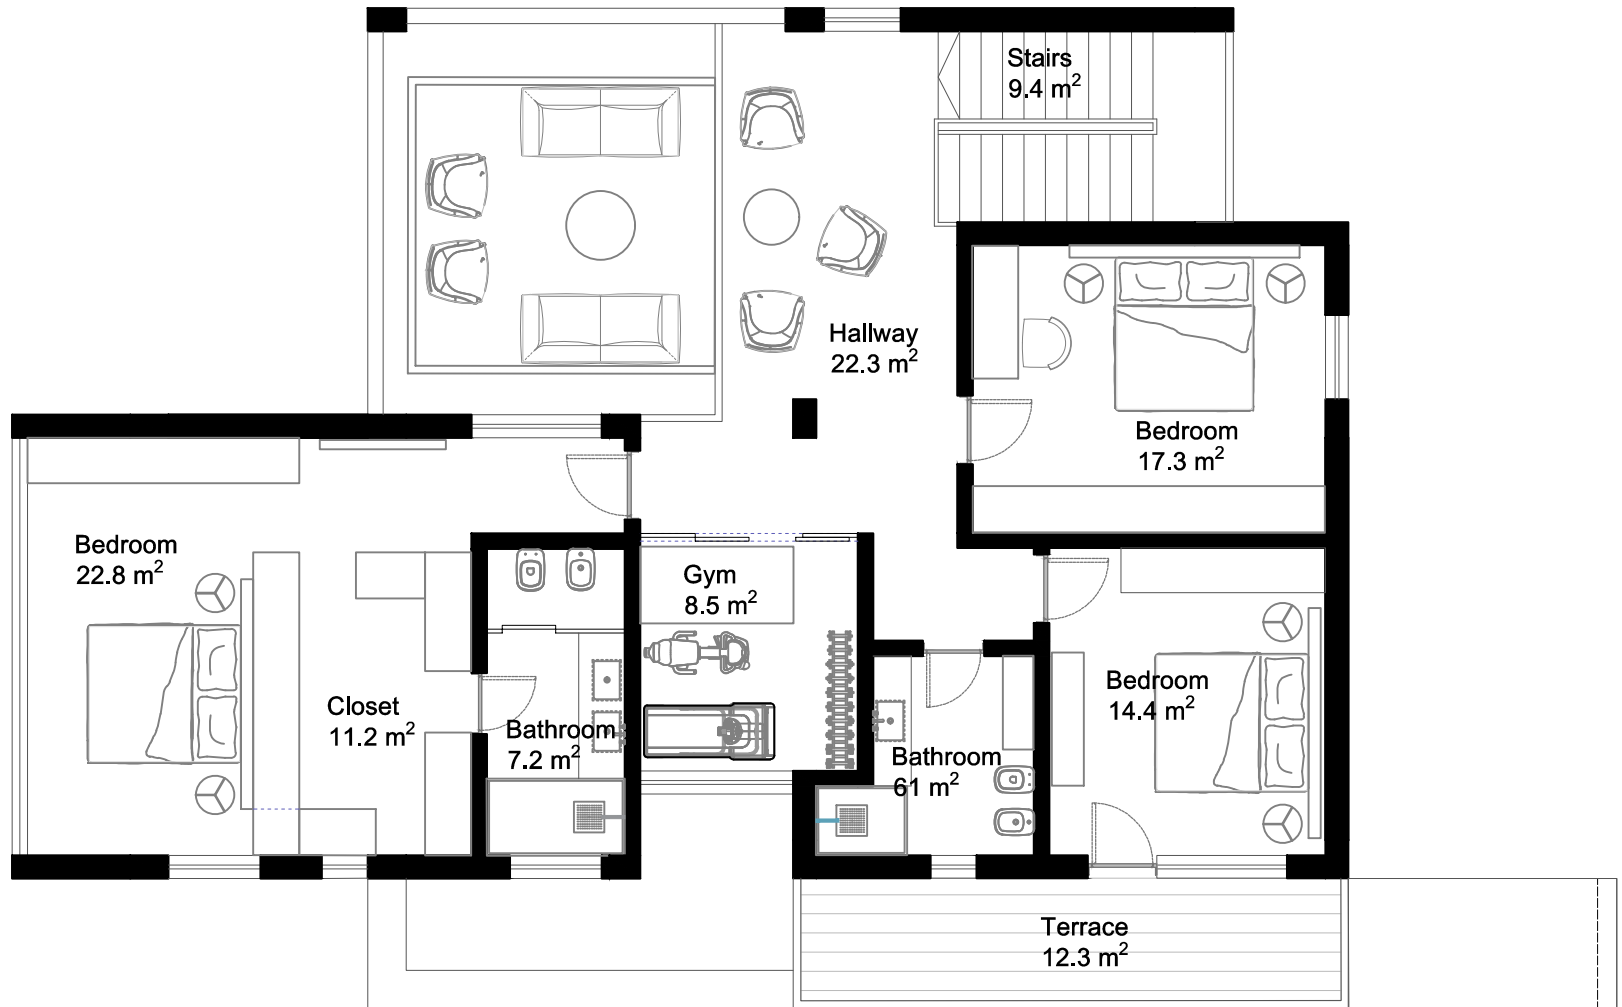 Stairs
9.4 m²
Hallway
22.3 m²
Bedroom
17.3 m²
Bedroom
22.8 m²
Gym
8.5 m²
Closet
11.2 m²
Bathroom
7.2 m²
Bedroom
14.4 m²
Bathroom
61 m²
Terrace
12.3 m²